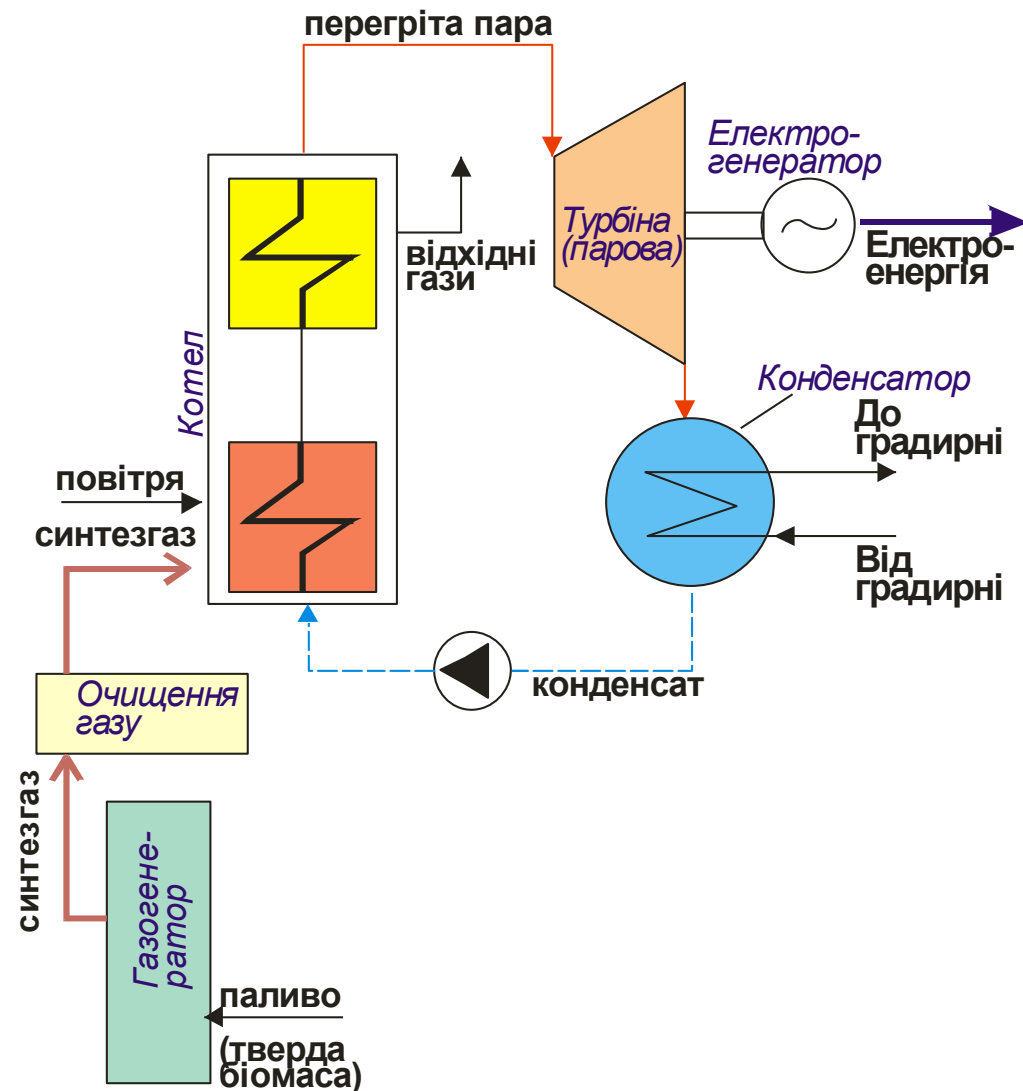 перегріта пара
Електро-
генератор
Турбіна
(парова)
Електро-
енергія
відхідні
гази
Котел
Конденсатор
До
градирні
повітря
синтезгаз
Від
градирні
Очищення
газу
конденсат
синтезгаз
Газогене-
ратор
паливо
(тверда
біомаса)